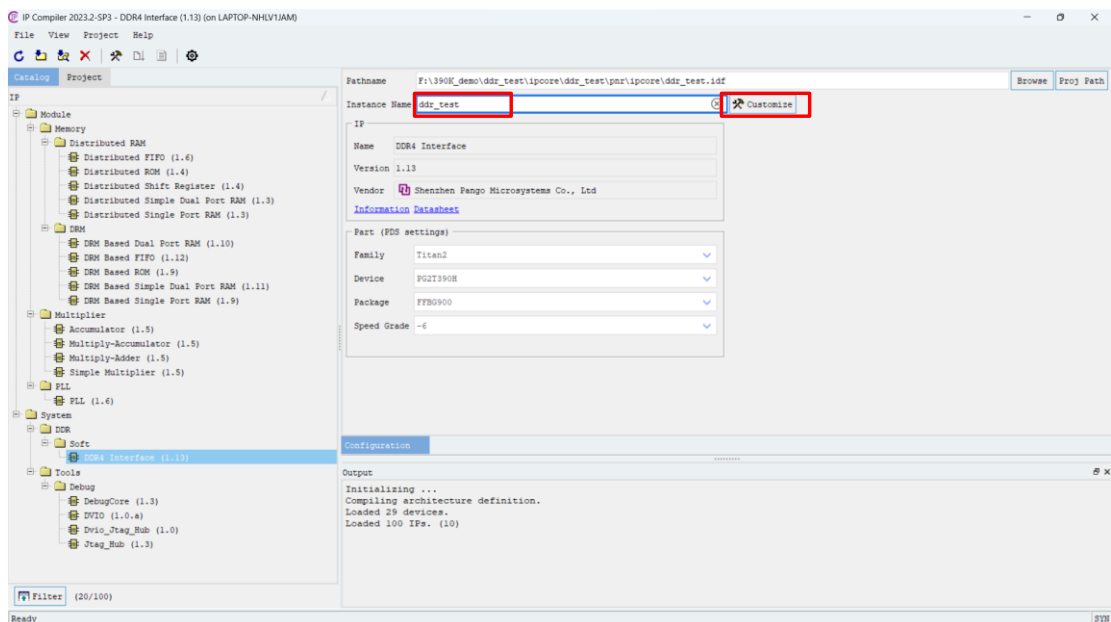 IP Compiler 2023.2-SP3 - DDR4 Interface (1.13) (on LAPTOP-NHLV1JAM)
File View Project Help
Catalog Project
IP
Module
Memory
Distributed RAM
Distributed FIFO (1.6)
Distributed ROM (1.4)
Distributed Shift Register (1.4)
Distributed Simple Dual Port RAM (1.3)
Distributed Single Port RAM (1.3)
DRM
DRM Based Dual Port RAM (1.10)
DRM Based FIFO (1.12)
DRM Based ROM (1.9)
DRM Based Simple Dual Port RAM (1.11)
DRM Based Single Port RAM (1.9)
Multiplier
Accumulator (1.5)
Multiply-Accumulator (1.5)
Multiply-Adder (1.5)
Simple Multiplier (1.5)
PLL
PLL (1.6)
System
DDR
Soft
DDR4 Interface (1.13)
Tools
Debug
DebugCore (1.3)
DVIO (1.0.a)
Dvio_Jtag_Hub (1.0)
Jtag_Hub (1.3)
Filter (20/100)
Pathname F:\390K_demo\ddr_test\ipcore\ddr_test\pnr\ipcore\ddr_test.idf Browse Proj Path
Instance Name ddr_test Customize
IP
Name DDR4 Interface
Version 1.13
Vendor Shenzhen Pango Microsystems Co., Ltd
Information Datasheet
Part (PDS settings)
Family Titan2
Device PG2T390H
Package FFBG900
Speed Grade -6
Configuration
Output
Initializing ...
Compiling architecture definition.
Loaded 29 devices.
Loaded 100 IPs. (10)
Ready SYN